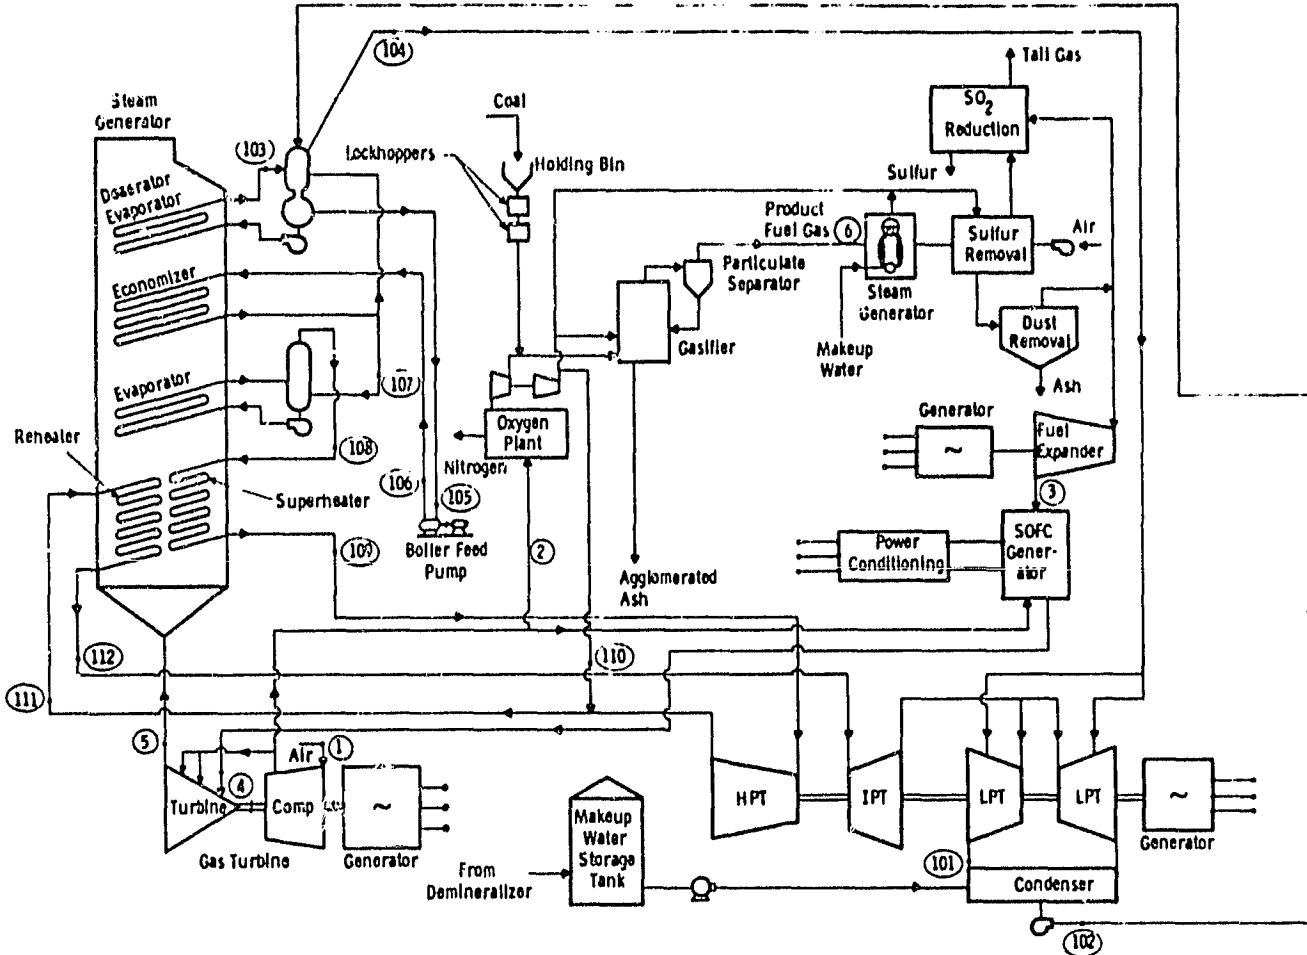 104
Tail Gas
Steam
Generator
Coal
SO2
Reduction
103
Lockhoppers
Holding Bin
Sulfur
Deaerator
Evaporator
Product
Fuel Gas
6
Air
Sulfur
Removal
Particulate
Separator
Economizer
Steam
Generator
Dust
Removal
Gasifier
Makeup
Water
Evaporator
107
Ash
Generator
Reheater
Oxygen
Plant
Fuel
Expander
~
108
Nitrogen
106
105
Superheater
3
109
Boiler Feed
Pump
2
Power
Conditioning
SOFC
Gener-
ator
Agglomerated
Ash
112
110
111
5
Air
1
4
Turbine
Comp
~
HPT
IPT
LPT
LPT
~
Makeup
Water
Storage
Tank
Gas Turbine
Generator
Generator
From
Demineralizer
101
Condenser
102